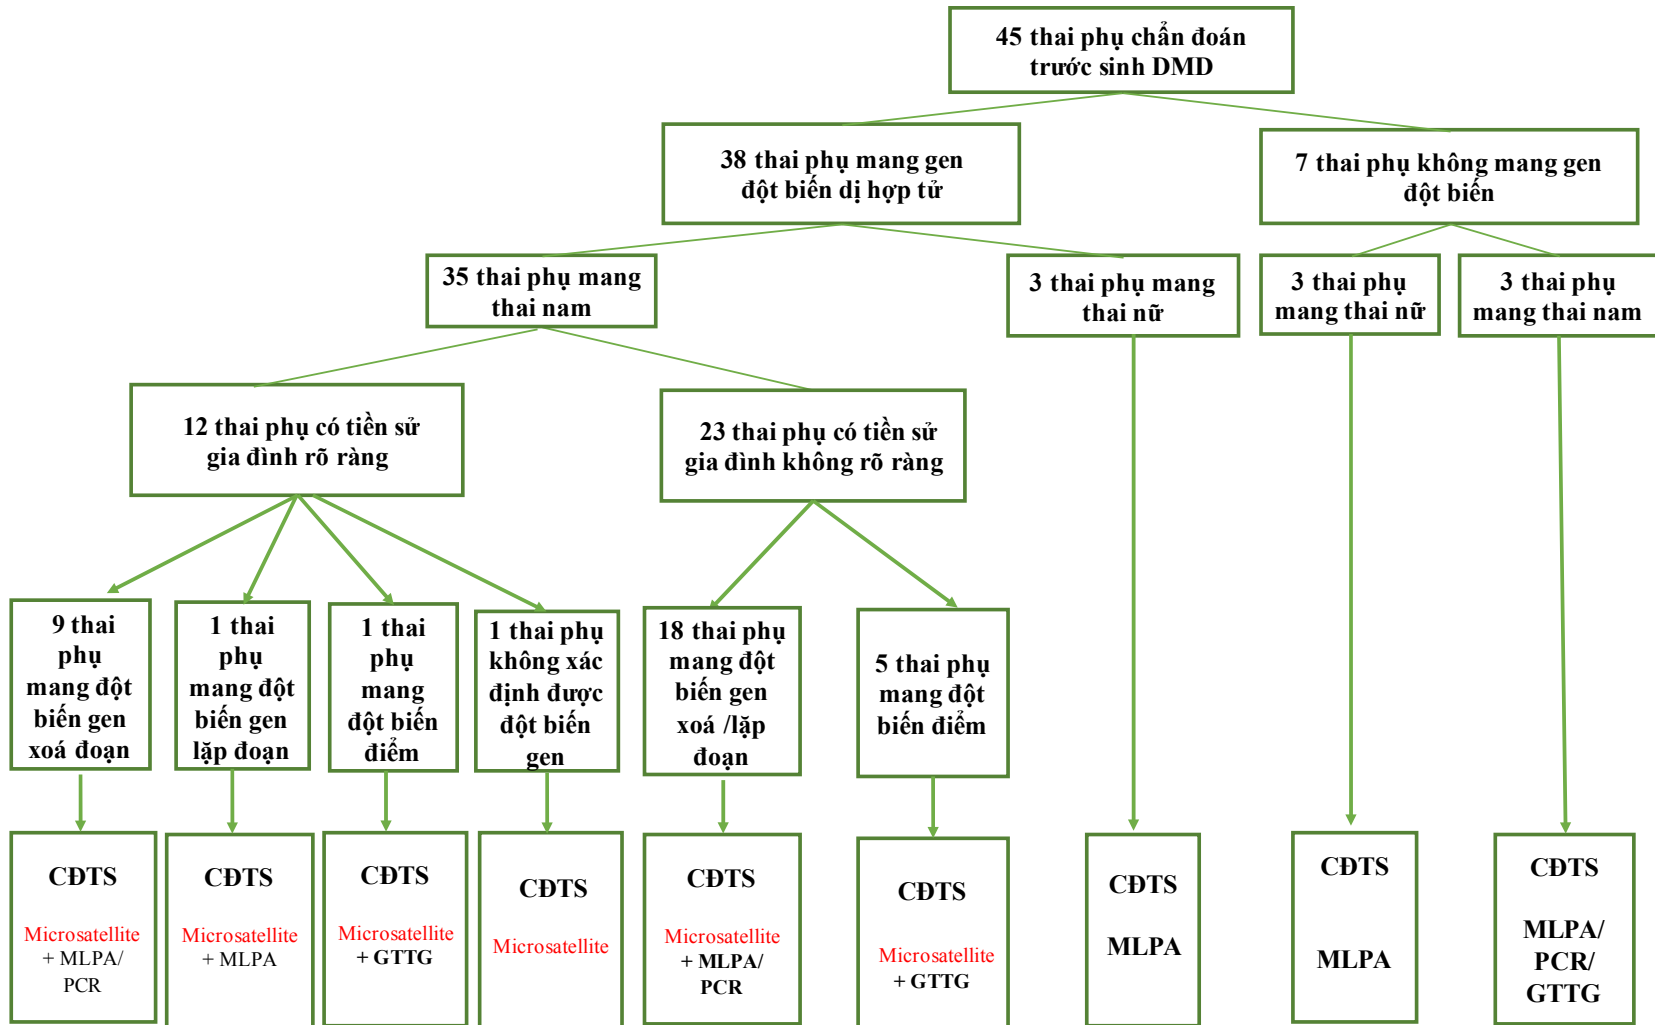 45 thai phụ chẩn đoán
trước sinh DMD
38 thai phụ mang gen
đột biến dị hợp tử
7 thai phụ không mang gen
đột biến
35 thai phụ mang
thai nam
3 thai phụ mang
thai nữ
3 thai phụ
mang thai nữ
3 thai phụ
mang thai nam
12 thai phụ có tiền sử
gia đình rõ ràng
23 thai phụ có tiền sử
gia đình không rõ ràng
9 thai
phụ
mang đột
biến gen
xoá đoạn
1 thai
phụ
mang đột
biến gen
lặp đoạn
1 thai
phụ
mang
đột biến
điểm
1 thai phụ
không xác
định được
đột biến
gen
18 thai phụ
mang đột
biến gen
xoá /lặp
đoạn
5 thai phụ
mang đột
biến điểm
CĐTS
Microsatellite
+ MLPA/
PCR
CĐTS
Microsatellite
+ MLPA
CĐTS
Microsatellite
+ GTTG
CĐTS
Microsatellite
CĐTS
Microsatellite
+ MLPA/
PCR
CĐTS
Microsatellite
+ GTTG
CĐTS
MLPA
CĐTS
MLPA
CĐTS
MLPA/
PCR/
GTTG